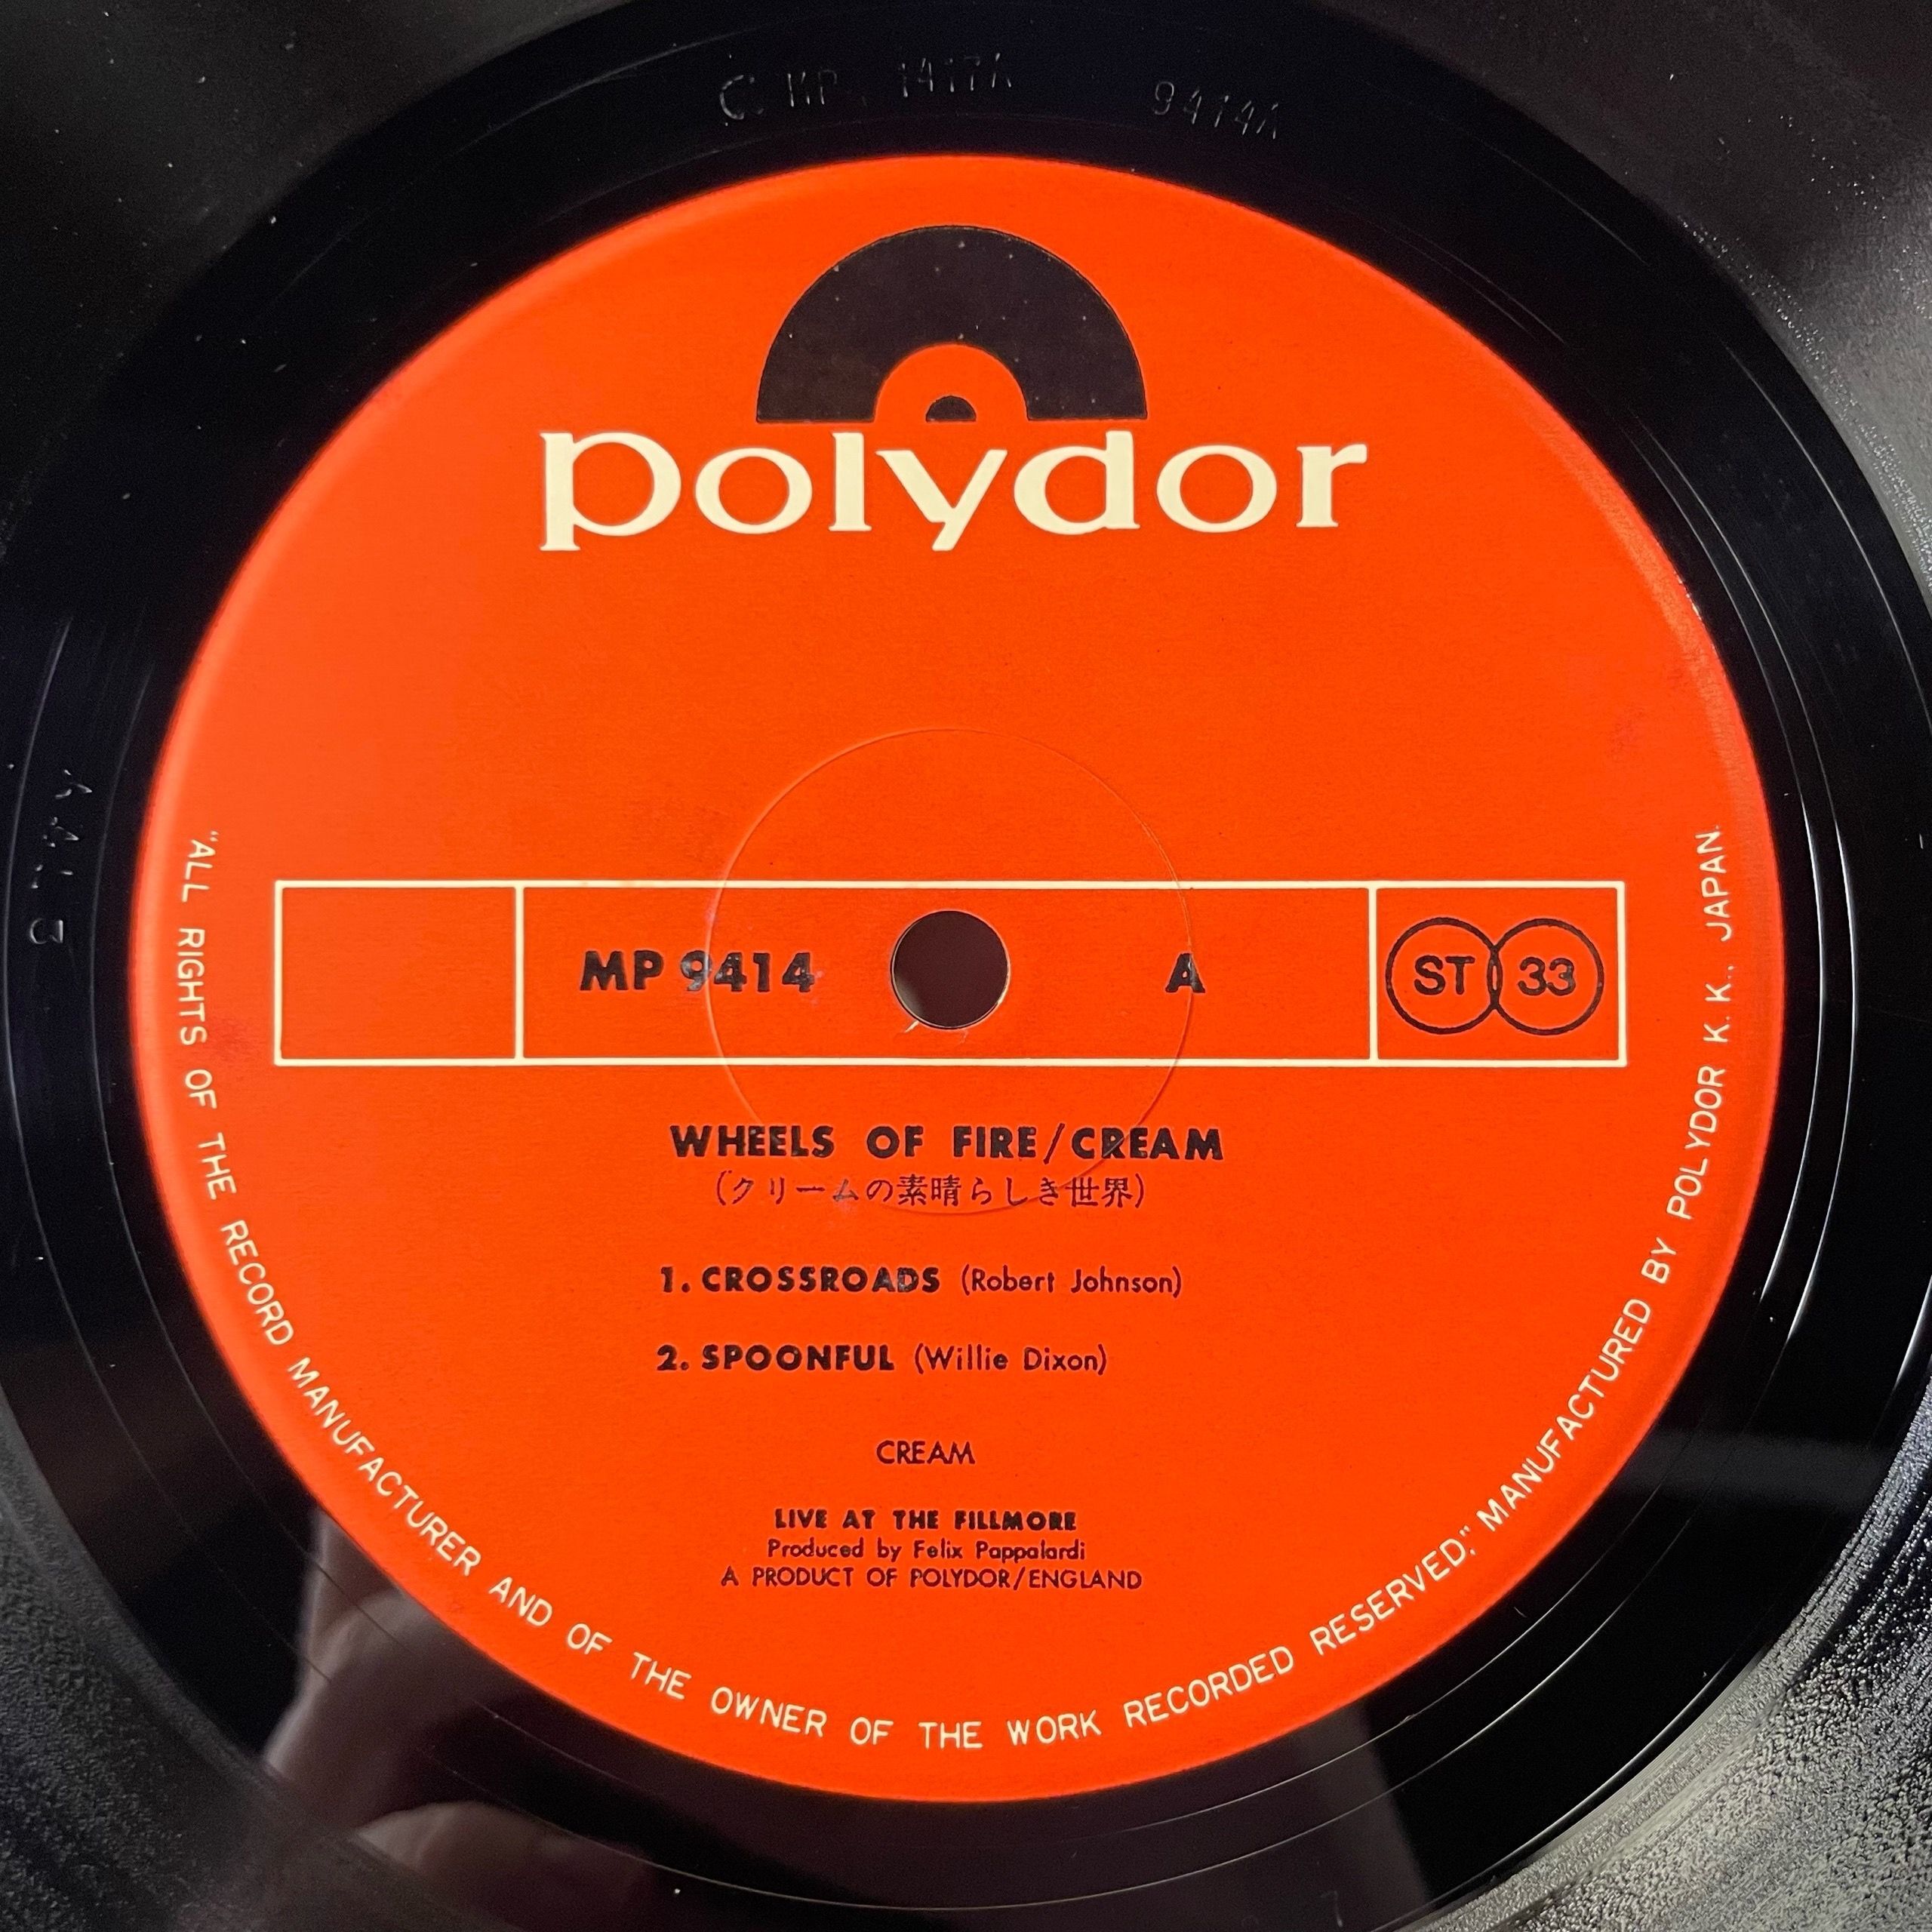 C MP. 1417A 9414A
polydor
MP 9414 A ST 33
WHEELS OF FIRE/CREAM
(クリームの素晴らしき世界)
1. CROSSROADS (Robert Johnson)
2. SPOONFUL (Willie Dixon)
CREAM
LIVE AT THE FILLMORE
Produced by Felix Pappalardi
A PRODUCT OF POLYDOR/ENGLAND
"ALL RIGHTS OF THE RECORD MANUFACTURER AND OF THE OWNER OF THE WORK RECORDED RESERVED," MANUFACTURED BY POLYDOR K. K., JAPAN.